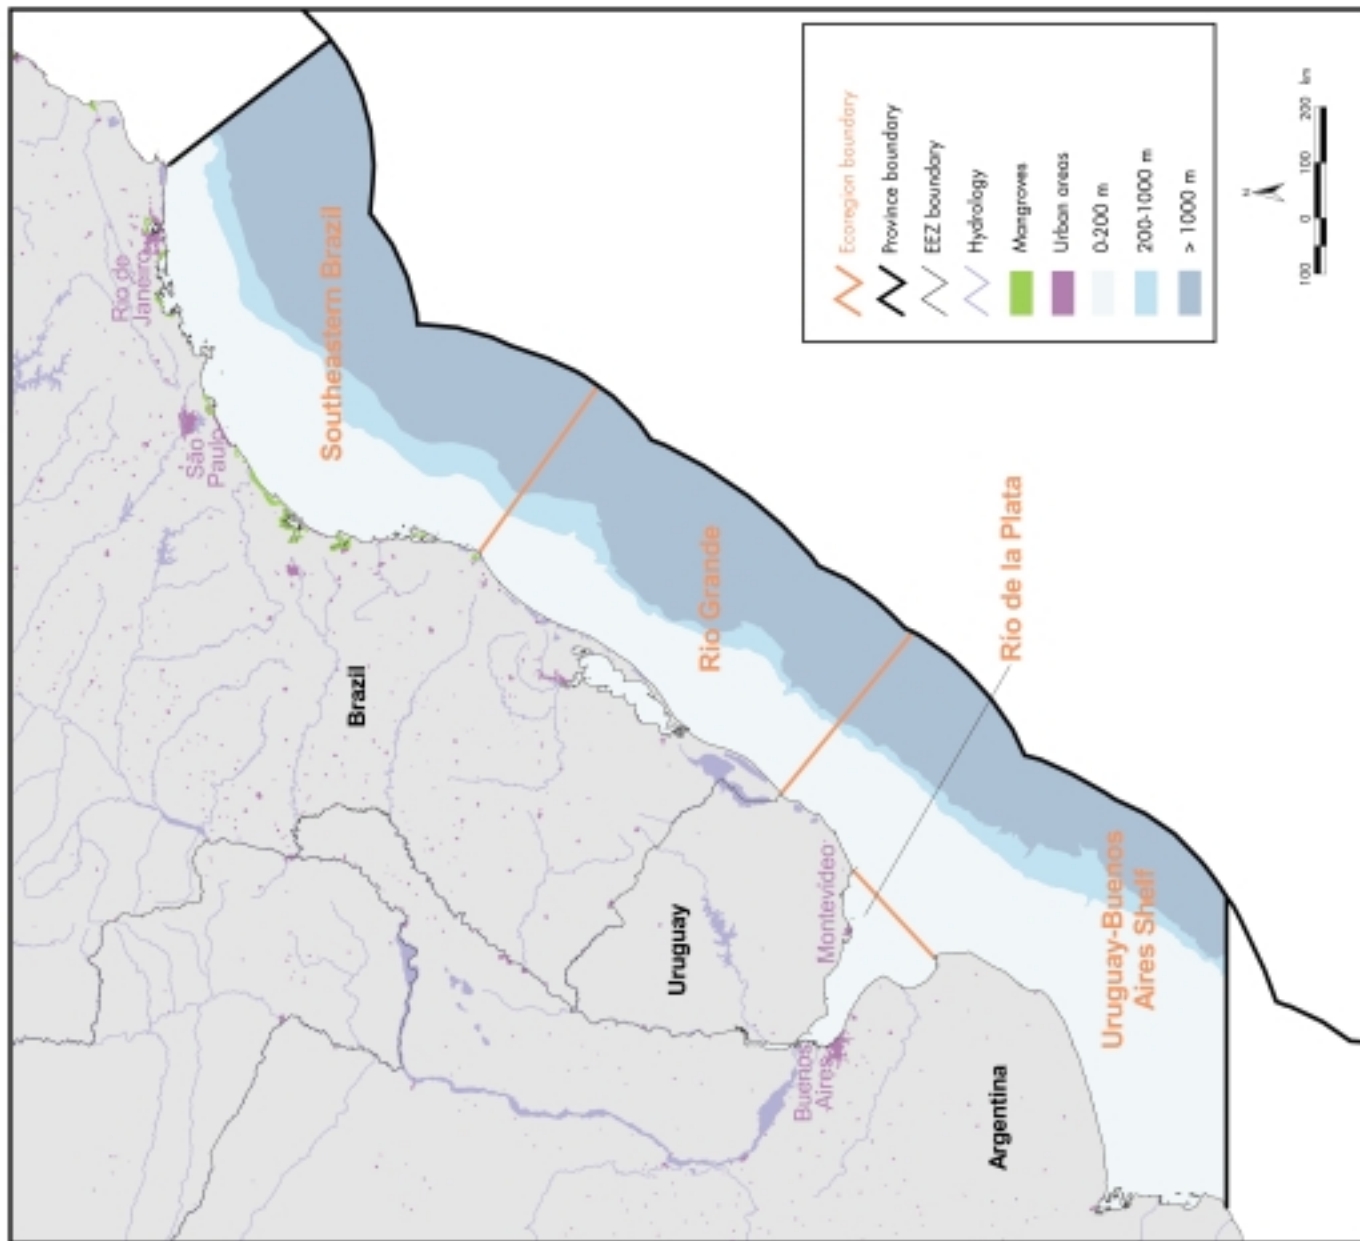 Rio de
Janeiro
São
Paulo
Southeastern Brazil
Brazil
Rio Grande
Río de la Plata
Uruguay
Montevideo
Buenos
Aires
Uruguay-Buenos
Aires Shelf
Argentina
Ecoregion boundary
Province boundary
EEZ boundary
Hydrology
Mangroves
Urban areas
0-200 m
200-1000 m
> 1000 m
N
100 0 100 200 km